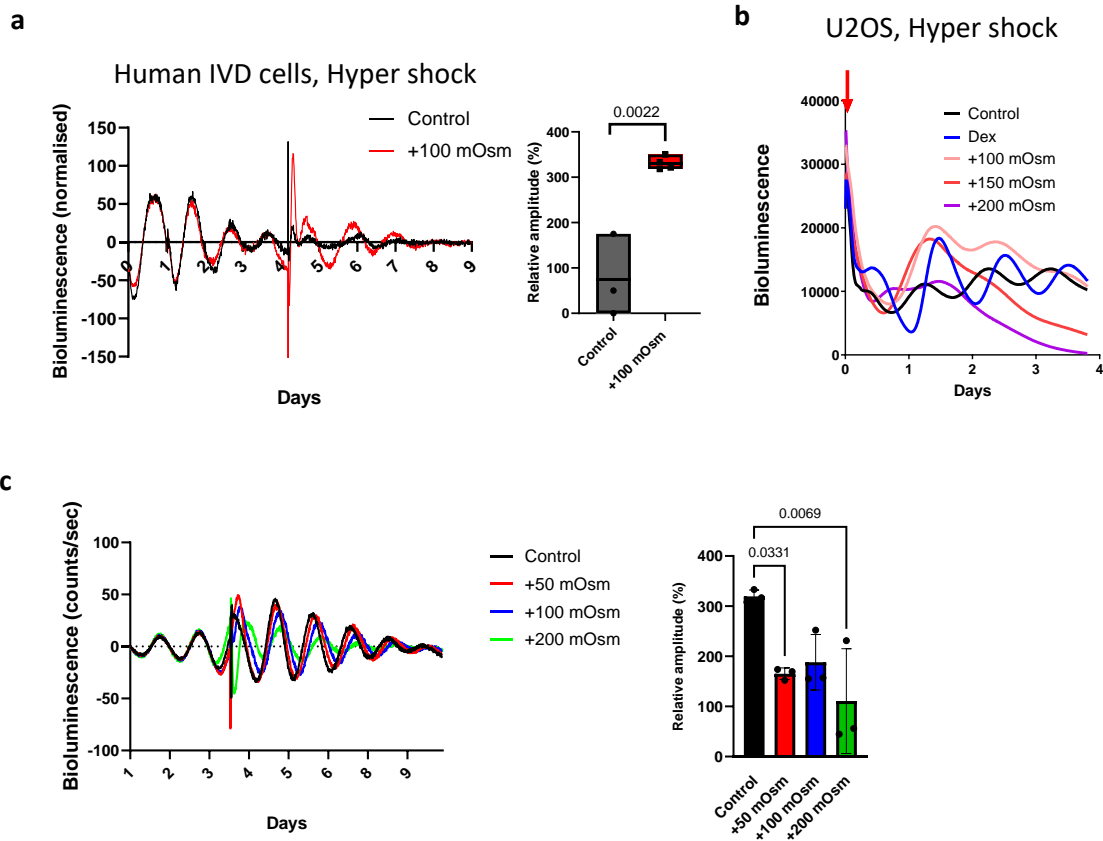 a
Human IVD cells, Hyper shock
Control
+100 mOsm
Bioluminescence (normalised)
150
100
50
0
-50
-100
-150
0 1 2 3 4 5 6 7 8 9
Days
0.0022
Relative amplitude (%)
400
300
200
100
0
Control
+100 mOsm
b
U2OS, Hyper shock
Bioluminescence
40000
30000
20000
10000
0
Control
Dex
+100 mOsm
+150 mOsm
+200 mOsm
0 1 2 3 4
Days
c
Bioluminescence (counts/sec)
100
50
0
-50
-100
1 2 3 4 5 6 7 8 9
Days
Control
+50 mOsm
+100 mOsm
+200 mOsm
0.0069
0.0331
Relative amplitude (%)
400
300
200
100
0
Control
+50 mOsm
+100 mOsm
+200 mOsm